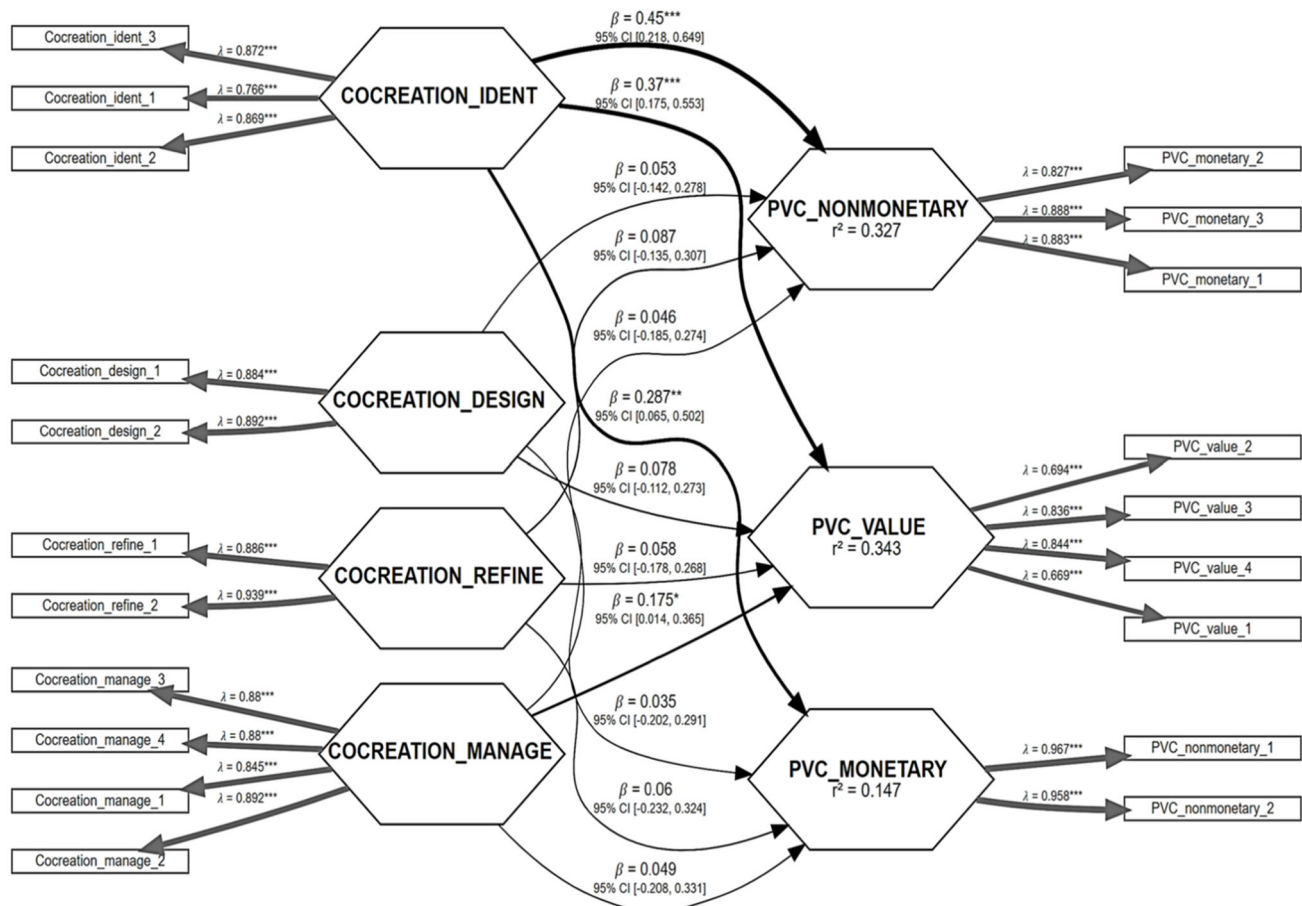 Cocreation_ident_3
Cocreation_ident_1
Cocreation_ident_2
λ = 0.872***
λ = 0.766***
λ = 0.869***
COCREATION_IDENT
Cocreation_design_1
Cocreation_design_2
λ = 0.884***
λ = 0.892***
COCREATION_DESIGN
Cocreation_refine_1
Cocreation_refine_2
λ = 0.886***
λ = 0.939***
COCREATION_REFINE
Cocreation_manage_3
Cocreation_manage_4
Cocreation_manage_1
Cocreation_manage_2
λ = 0.88***
λ = 0.88***
λ = 0.845***
λ = 0.892***
COCREATION_MANAGE
β = 0.45***
95% CI [0.218, 0.649]
β = 0.37***
95% CI [0.175, 0.553]
β = 0.053
95% CI [-0.142, 0.278]
β = 0.087
95% CI [-0.135, 0.307]
β = 0.046
95% CI [-0.185, 0.274]
β = 0.287**
95% CI [0.065, 0.502]
β = 0.078
95% CI [-0.112, 0.273]
β = 0.058
95% CI [-0.178, 0.268]
β = 0.175*
95% CI [0.014, 0.365]
β = 0.035
95% CI [-0.202, 0.291]
β = 0.06
95% CI [-0.232, 0.324]
β = 0.049
95% CI [-0.208, 0.331]
PVC_NONMONETARY
r² = 0.327
λ = 0.827***
λ = 0.888***
λ = 0.883***
PVC_monetary_2
PVC_monetary_3
PVC_monetary_1
PVC_VALUE
r² = 0.343
λ = 0.694***
λ = 0.836***
λ = 0.844***
λ = 0.669***
PVC_value_2
PVC_value_3
PVC_value_4
PVC_value_1
PVC_MONETARY
r² = 0.147
λ = 0.967***
λ = 0.958***
PVC_nonmonetary_1
PVC_nonmonetary_2